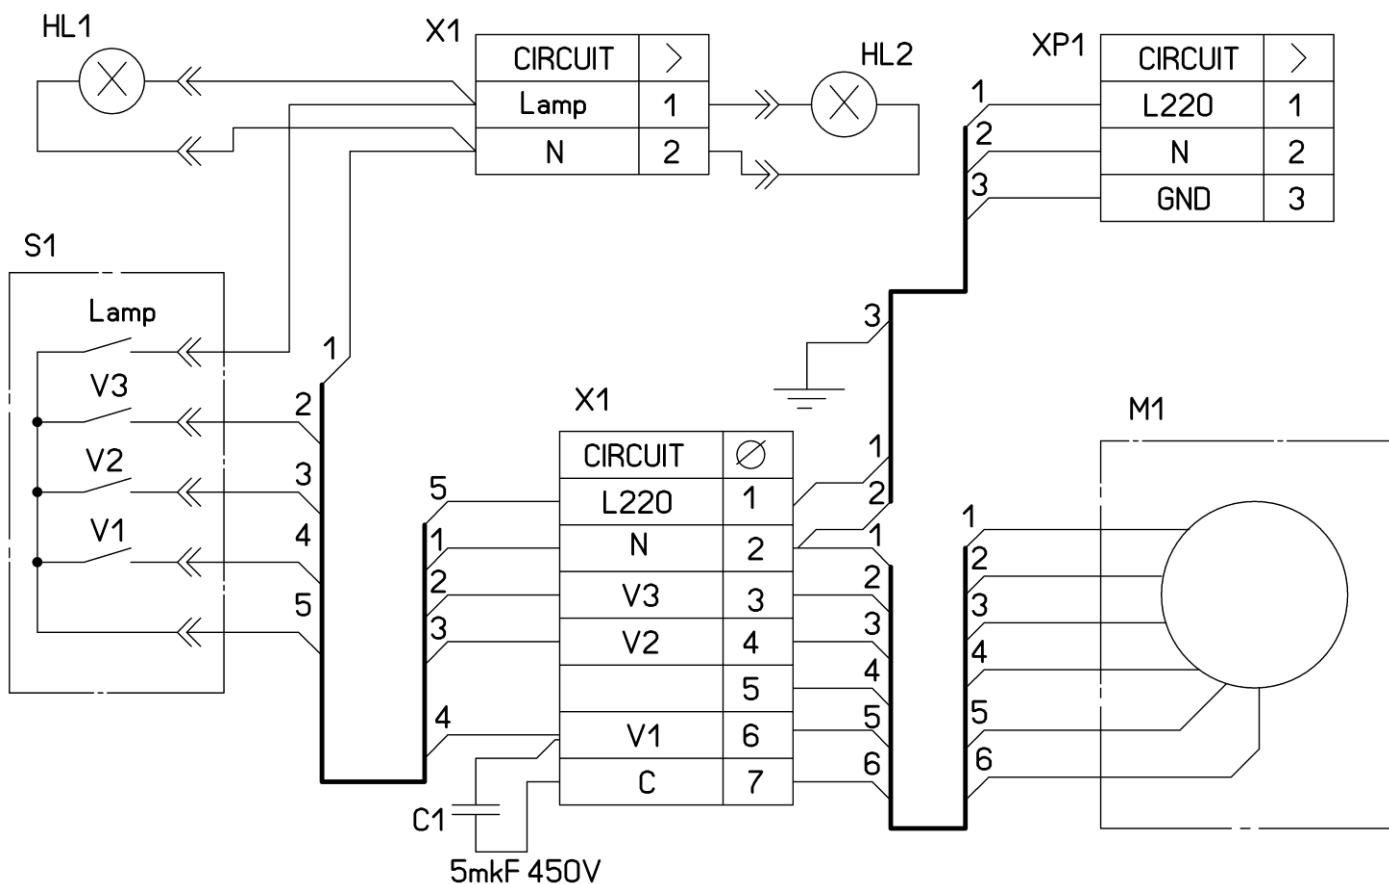 HL1
X1
CIRCUIT >
Lamp 1
N 2
HL2
XP1
CIRCUIT >
L220 1
N 2
GND 3
1
2
3
S1
Lamp
V3
V2
V1
1
2
3
4
5
3
1
2
X1
CIRCUIT ∅
L220 1
N 2
V3 3
V2 4
5
V1 6
C 7
5
1
2
3
4
C1
5mkF 450V
1
2
3
4
5
6
M1
1
2
3
4
5
6